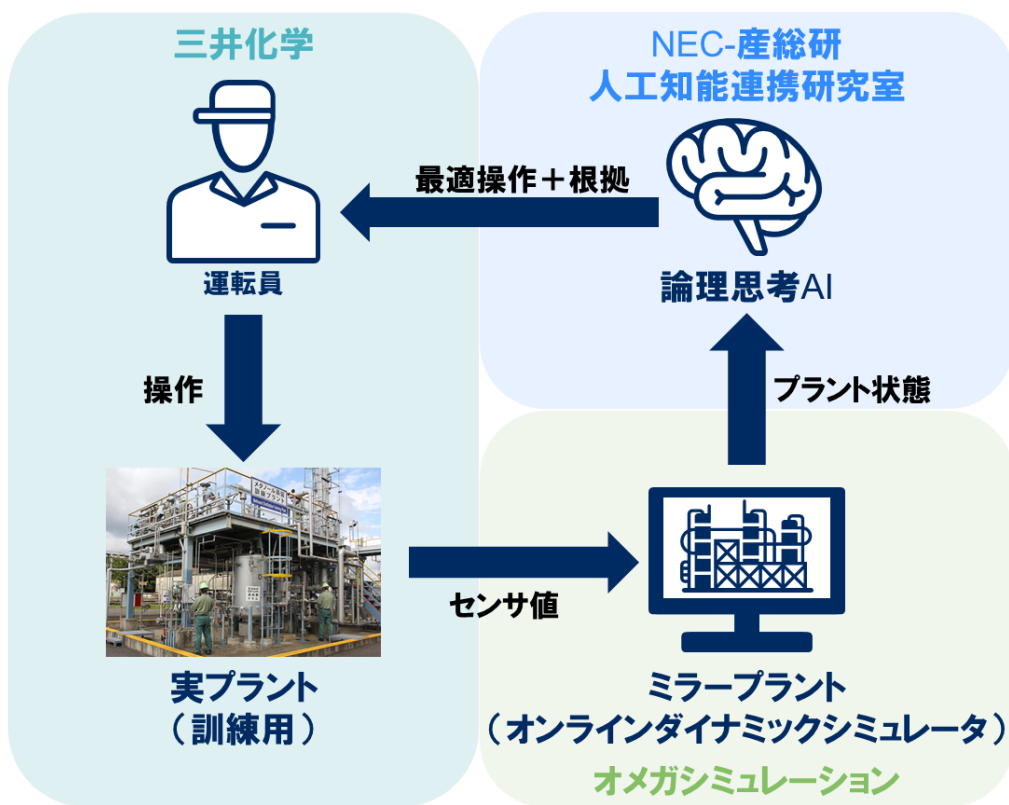 三井化学
NEC-産総研
人工知能連携研究室
最適操作＋根拠
運転員
論理思考AI
操作
プラント状態
センサ値
実プラント
（訓練用）
ミラープラント
（オンラインダイナミックシミュレータ）
オメガシミュレーション